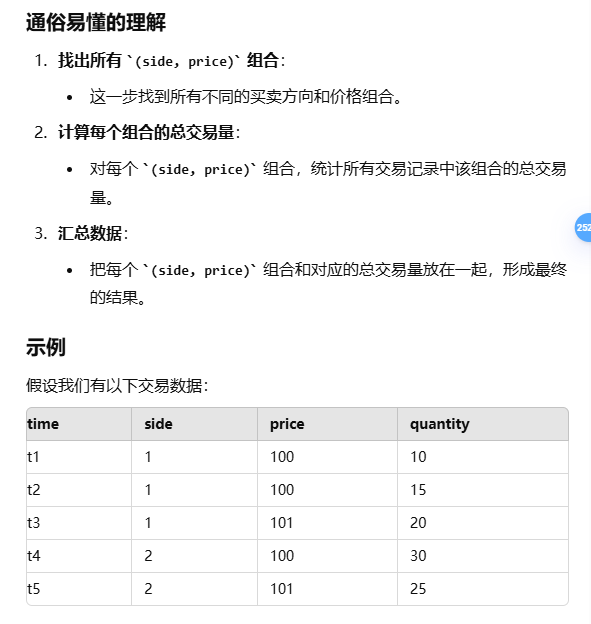 通俗易懂的理解
1. 找出所有 `(side, price)` 组合：
• 这一步找到所有不同的买卖方向和价格组合。
2. 计算每个组合的总交易量：
• 对每个 `(side, price)` 组合，统计所有交易记录中该组合的总交易
量。
3. 汇总数据：
• 把每个 `(side, price)` 组合和对应的总交易量放在一起，形成最终
的结果。
252
示例
假设我们有以下交易数据：
time side price quantity
t1 1 100 10
t2 1 100 15
t3 1 101 20
t4 2 100 30
t5 2 101 25